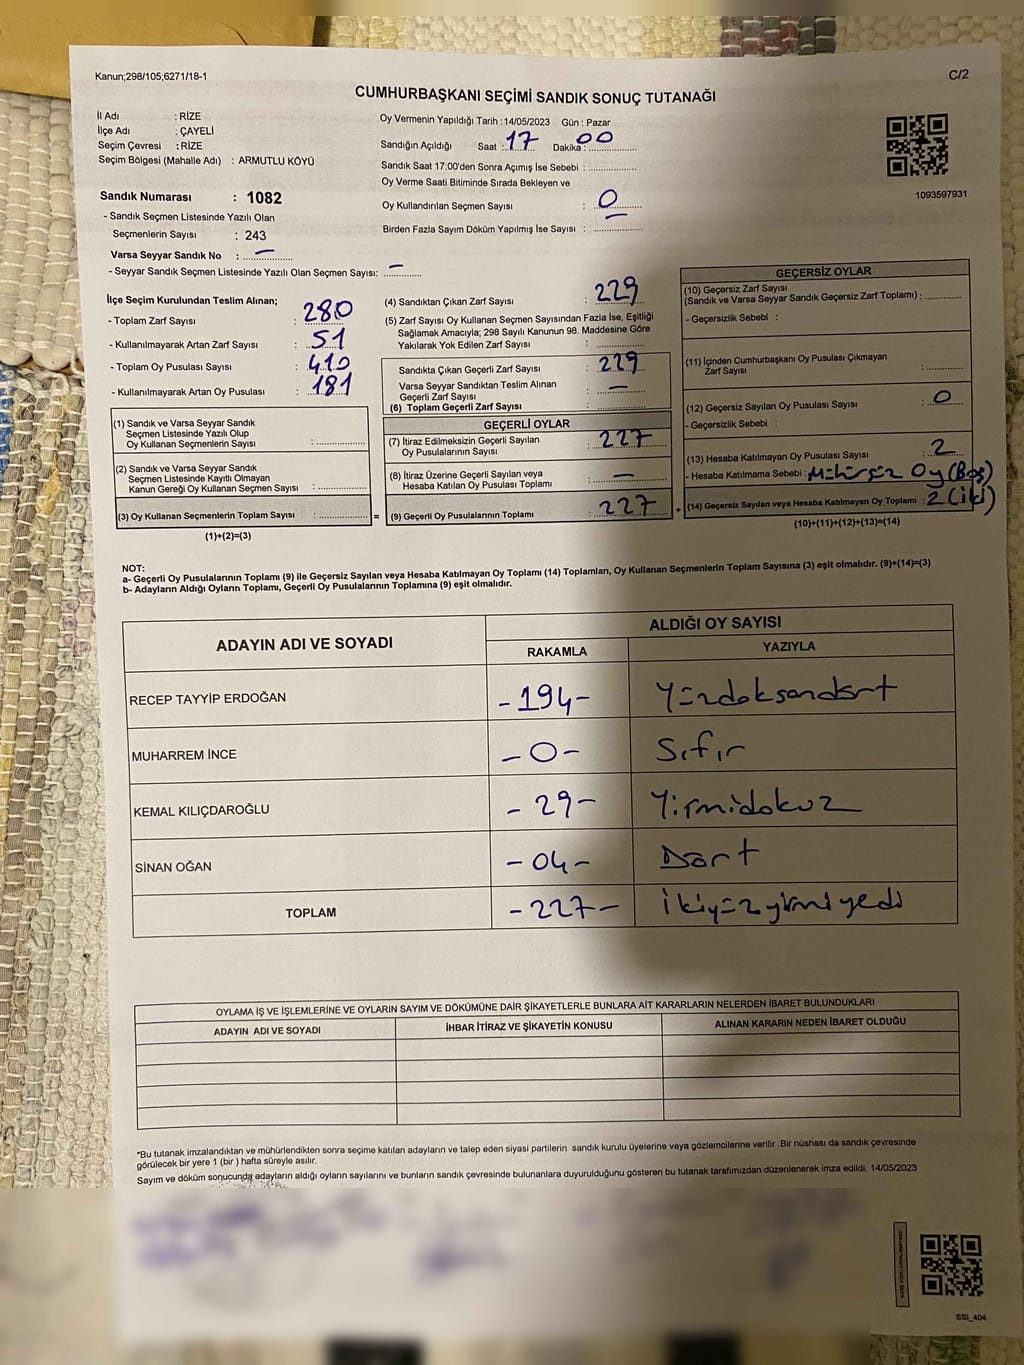 Kanun;298/105;6271/18-1
C/2
CUMHURBAŞKANI SEÇİMİ SANDIK SONUÇ TUTANAĞI
İl Adı : RİZE
İlçe Adı : ÇAYELİ
Seçim Çevresi : RİZE
Seçim Bölgesi (Mahalle Adı) : ARMUTLU KÖYÜ
Sandık Numarası : 1082
- Sandık Seçmen Listesinde Yazılı Olan
Seçmenlerin Sayısı : 243
Varsa Seyyar Sandık No : —
- Seyyar Sandık Seçmen Listesinde Yazılı Olan Seçmen Sayısı: —
Oy Vermenin Yapıldığı Tarih : 14/05/2023 Gün : Pazar
Sandığın Açıldığı Saat : 17 Dakika : 00
Sandık Saat 17:00'den Sonra Açımış İse Sebebi :
Oy Verme Saati Bitiminde Sırada Bekleyen ve
Oy Kullandırılan Seçmen Sayısı : 0
Birden Fazla Sayım Döküm Yapılmış İse Sayısı :
1093597931
İlçe Seçim Kurulundan Teslim Alınan;
- Toplam Zarf Sayısı : 280
- Kullanılmayarak Artan Zarf Sayısı : 51
- Toplam Oy Pusulası Sayısı : 410
- Kullanılmayarak Artan Oy Pusulası : 181
(1) Sandık ve Varsa Seyyar Sandık
Seçmen Listesinde Yazılı Olup
Oy Kullanan Seçmenlerin Sayısı :
(2) Sandık ve Varsa Seyyar Sandık
Seçmen Listesinde Kayıtlı Olmayan
Kanun Gereği Oy Kullanan Seçmen Sayısı :
(3) Oy Kullanan Seçmenlerin Toplam Sayısı :
=
(1)+(2)=(3)
(4) Sandıktan Çıkan Zarf Sayısı : 229
(5) Zarf Sayısı Oy Kullanan Seçmen Sayısından Fazla İse, Eşitliği
Sağlamak Amacıyla; 298 Sayılı Kanunun 98. Maddesine Göre
Yakılarak Yok Edilen Zarf Sayısı :
Sandıkta Çıkan Geçerli Zarf Sayısı : 229
Varsa Seyyar Sandıktan Teslim Alınan
Geçerli Zarf Sayısı : —
(6) Toplam Geçerli Zarf Sayısı :
GEÇERLİ OYLAR
(7) İtiraz Edilmeksizin Geçerli Sayılan
Oy Pusulalarının Sayısı : 227
(8) İtiraz Üzerine Geçerli Sayılan veya
Hesaba Katılan Oy Pusulası Toplamı : —
(9) Geçerli Oy Pusulalarının Toplamı : 227
+
GEÇERSİZ OYLAR
(10) Geçersiz Zarf Sayısı
(Sandık ve Varsa Seyyar Sandık Geçersiz Zarf Toplamı) :
- Geçersizlik Sebebi :
(11) İçinden Cumhurbaşkanı Oy Pusulası Çıkmayan
Zarf Sayısı :
(12) Geçersiz Sayılan Oy Pusulası Sayısı : 0
- Geçersizlik Sebebi :
(13) Hesaba Katılmayan Oy Pusulası Sayısı : 2
- Hesaba Katılmama Sebebi : Mühürsüz Oy (Boş)
(14) Geçersiz Sayılan veya Hesaba Katılmayan Oy Toplamı : 2 (iki)
(10)+(11)+(12)+(13)=(14)
NOT:
a- Geçerli Oy Pusulalarının Toplamı (9) ile Geçersiz Sayılan veya Hesaba Katılmayan Oy Toplamı (14) Toplamları, Oy Kullanan Seçmenlerin Toplam Sayısına (3) eşit olmalıdır. (9)+(14)=(3)
b- Adayların Aldığı Oyların Toplamı, Geçerli Oy Pusulalarının Toplamına (9) eşit olmalıdır.
ADAYIN ADI VE SOYADI
ALDIĞI OY SAYISI
RAKAMLA YAZIYLA
RECEP TAYYİP ERDOĞAN -194- Yüzdoksandört
MUHARREM İNCE -0- Sıfır
KEMAL KILIÇDAROĞLU -29- Yirmidokuz
SİNAN OĞAN -04- Dört
TOPLAM -227- İkiyüzyirmiyedi
OYLAMA İŞ VE İŞLEMLERİNE VE OYLARIN SAYIM VE DÖKÜMÜNE DAİR ŞİKAYETLERLE BUNLARA AİT KARARLARIN NELERDEN İBARET BULUNDUKLARI
ADAYIN ADI VE SOYADI İHBAR İTİRAZ VE ŞİKAYETİN KONUSU ALINAN KARARIN NEDEN İBARET OLDUĞU
*Bu tutanak imzalandıktan ve mühürlendikten sonra seçime katılan adayların ve talep eden siyasi partilerin sandık kurulu üyelerine veya gözlemcilerine verilir .Bir nüshası da sandık çevresinde
görülecek bir yere 1 (bir ) hafta süreyle asılır.
Sayım ve döküm sonucunda adayların aldığı oyların sayılarını ve bunların sandık çevresinde bulunanlara duyurulduğunu gösteren bu tutanak tarafımızdan düzenlenerek imza edildi. 14/05/2023
SSI_404